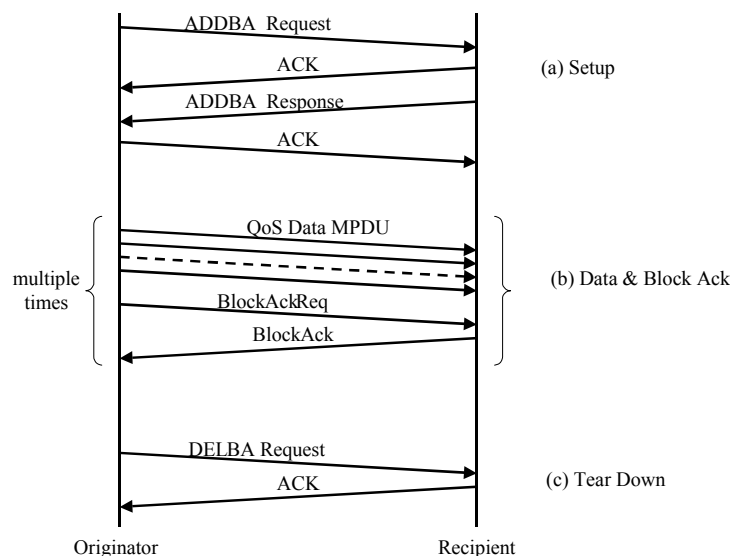 ADDBA Request
ACK
(a) Setup
ADDBA Response
ACK
QoS Data MPDU
multiple
times
(b) Data & Block Ack
BlockAckReq
BlockAck
DELBA Request
ACK
(c) Tear Down
Originator
Recipient